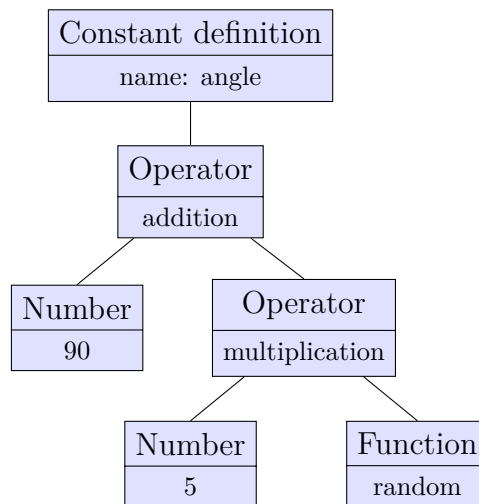 Constant definition
name: angle
Operator
addition
Number
90
Operator
multiplication
Number
5
Function
random